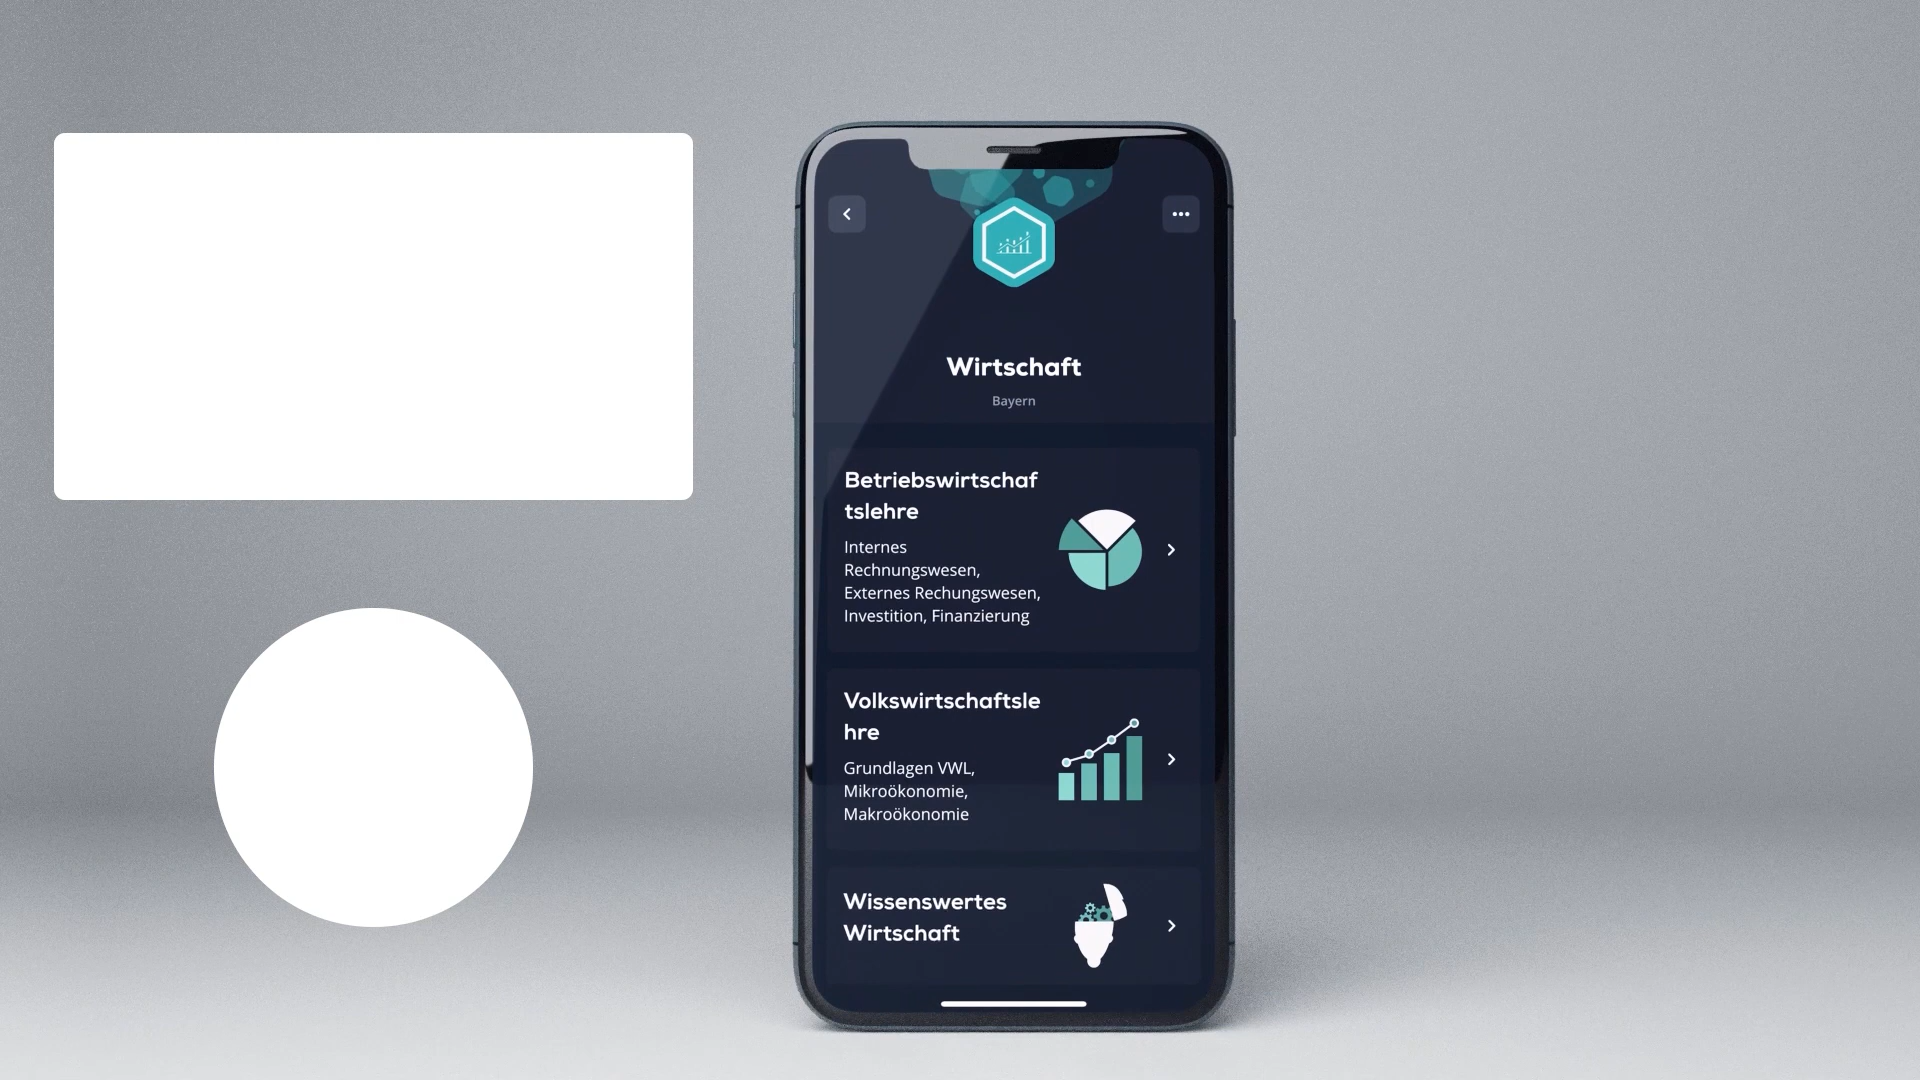 Wirtschaft
Bayern
Betriebswirtschaf
tslehre
Internes
Rechnungswesen,
Externes Rechungswesen,
Investition, Finanzierung
Volkswirtschaftsle
hre
Grundlagen VWL,
Mikroökonomie,
Makroökonomie
Wissenswertes
Wirtschaft